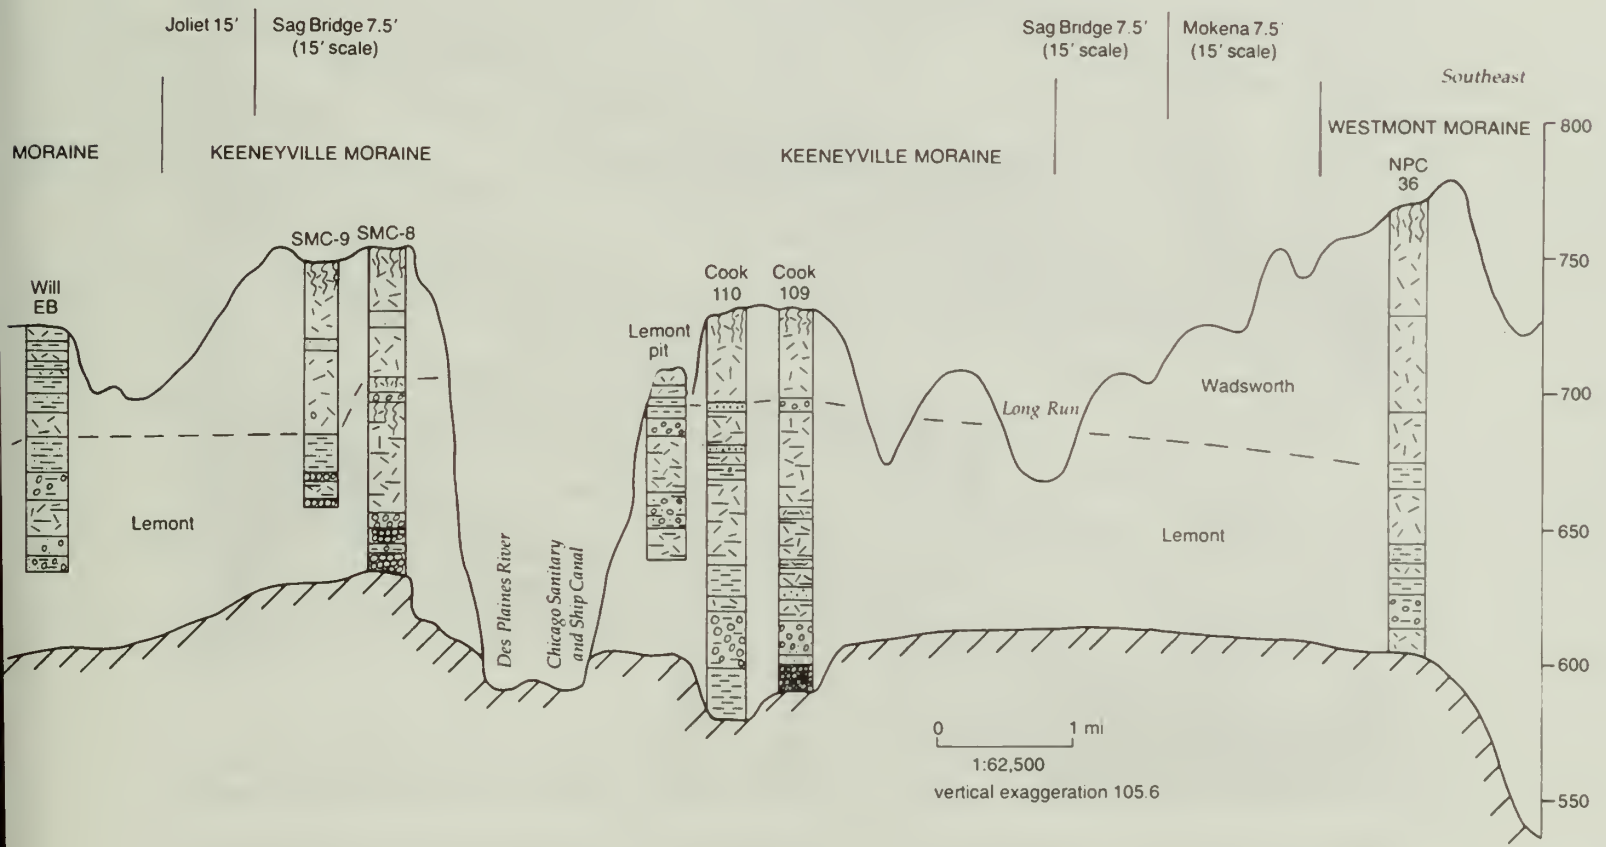 Joliet 15'
Sag Bridge 7.5'
(15' scale)
Sag Bridge 7.5'
(15' scale)
Mokena 7.5'
(15' scale)
Southeast
MORAINE
KEENEYVILLE MORAINE
KEENEYVILLE MORAINE
WESTMONT MORAINE
800
NPC
36
SMC-9
SMC-8
750
Will
EB
Cook
110
Cook
109
Lemont
pit
700
Wadsworth
Long Run
Lemont
Lemont
650
Des Plaines River
Chicago Sanitary
and Ship Canal
600
0
1 mi
1:62,500
vertical exaggeration 105.6
550